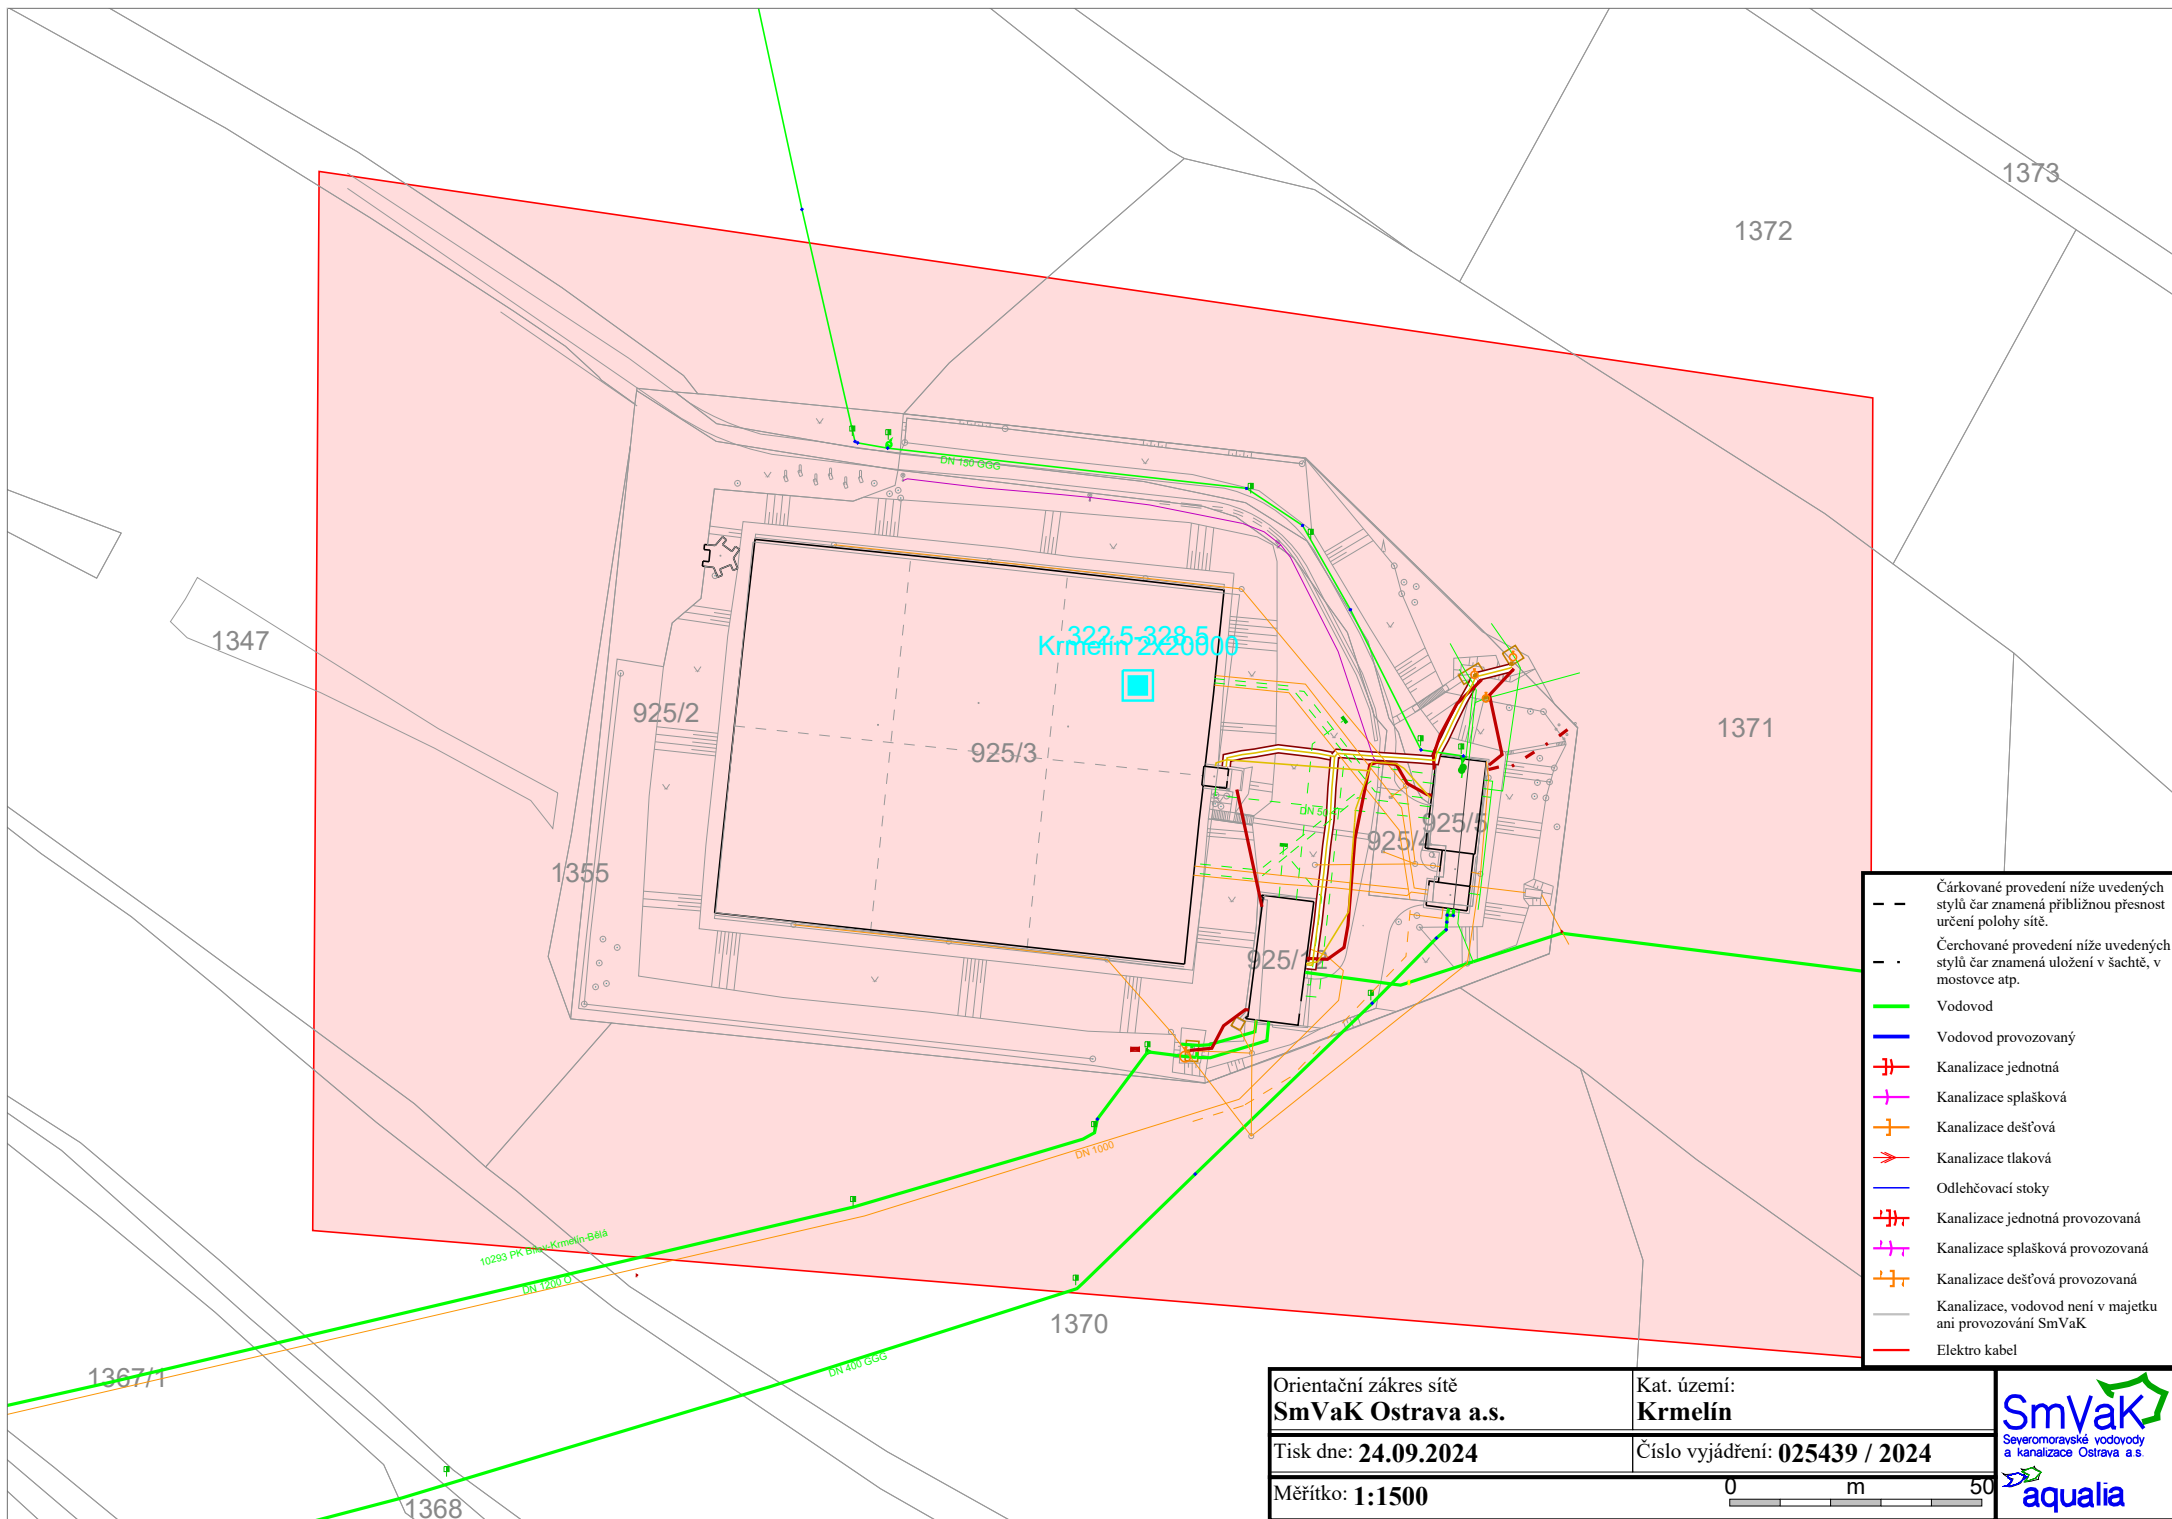 1373
1372
DN 150 GGG
322,5-328,5
Krmelín 2x20000
1347
925/2
925/3
1371
925/5
925/4
1355
DN 1000
DN 1200 O
1370
DN 400 GGG
1367/1
1368
Čárkované provedení níže uvedených
stylů čar znamená přibližnou přesnost
určení polohy sítě.
Čerchované provedení níže uvedených
stylů čar znamená uložení v šachtě, v
mostovce atp.
Vodovod
Vodovod provozovaný
Kanalizace jednotná
Kanalizace splašková
Kanalizace dešťová
Kanalizace tlaková
Odlehčovací stoky
Kanalizace jednotná provozovaná
Kanalizace splašková provozovaná
Kanalizace dešťová provozovaná
Kanalizace, vodovod není v majetku
ani provozování SmVaK
Elektro kabel
Orientační zákres sítě
SmVaK Ostrava a.s.
Kat. území:
Krmelín
Tisk dne: 24.09.2024
Číslo vyjádření: 025439 / 2024
Měřítko: 1:1500
0 m 50
SmVaK
Severomoravské vodovody
a kanalizace Ostrava a.s.
aqualia